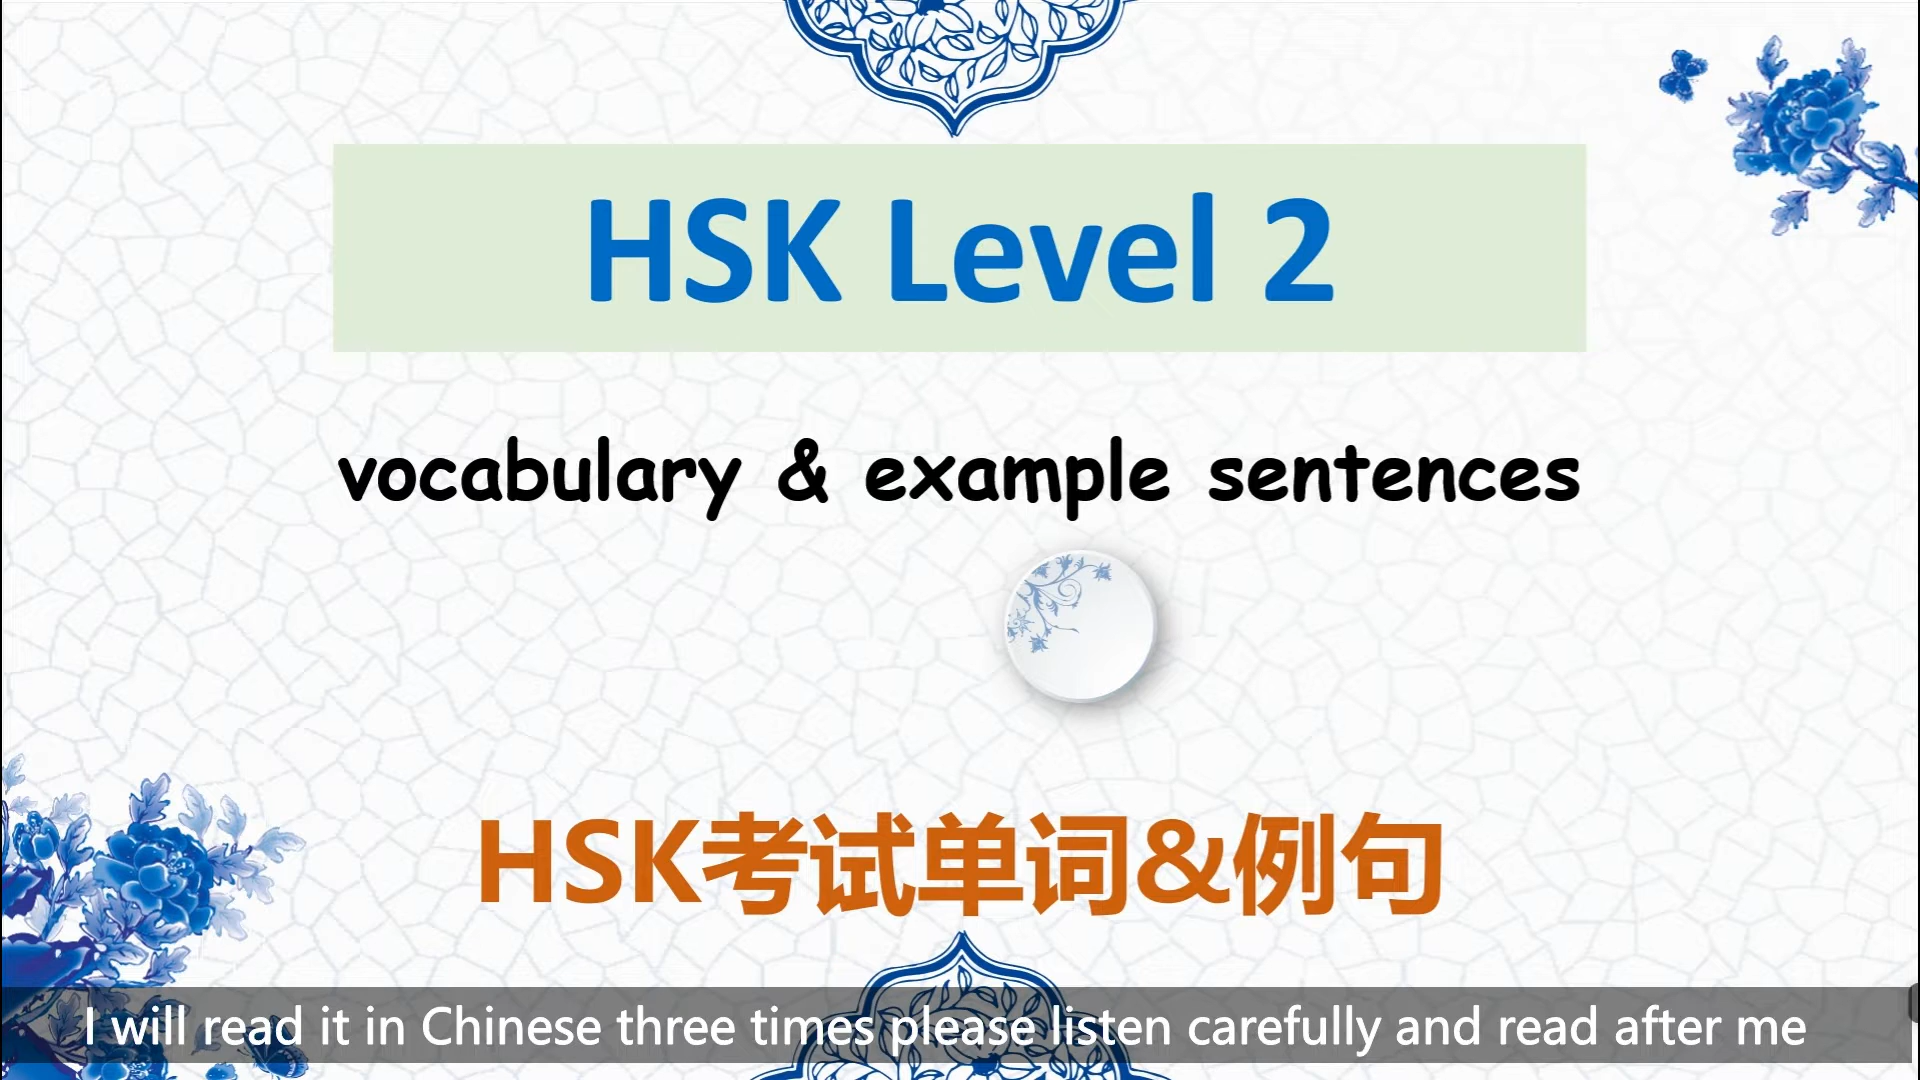 HSK Level 2
vocabulary & example sentences
HSK考试单词&例句
I will read it in Chinese three times please listen carefully and read after me